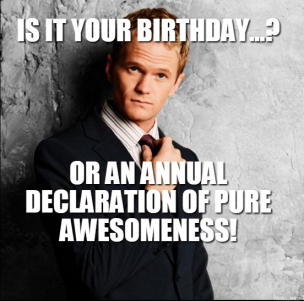 IS IT YOUR BIRTHDAY...?
OR AN ANNUAL
DECLARATION OF PURE
AWESOMENESS!